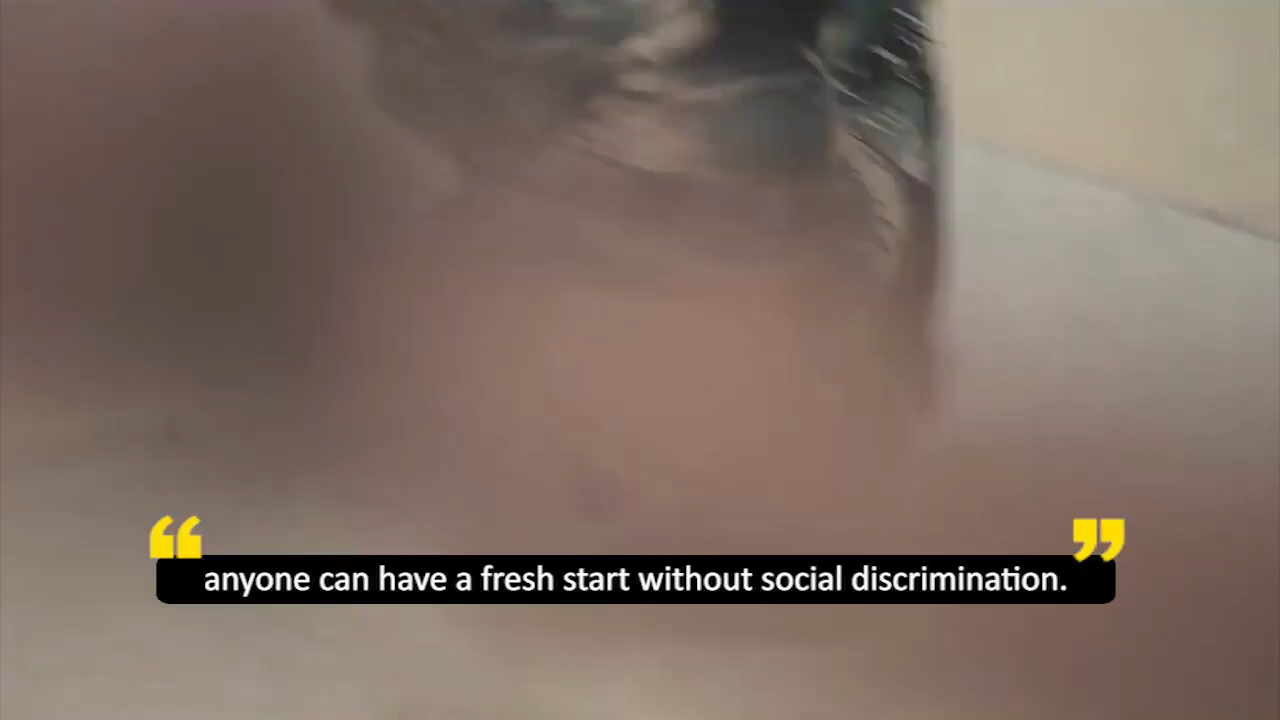 “anyone can have a fresh start without social discrimination.”